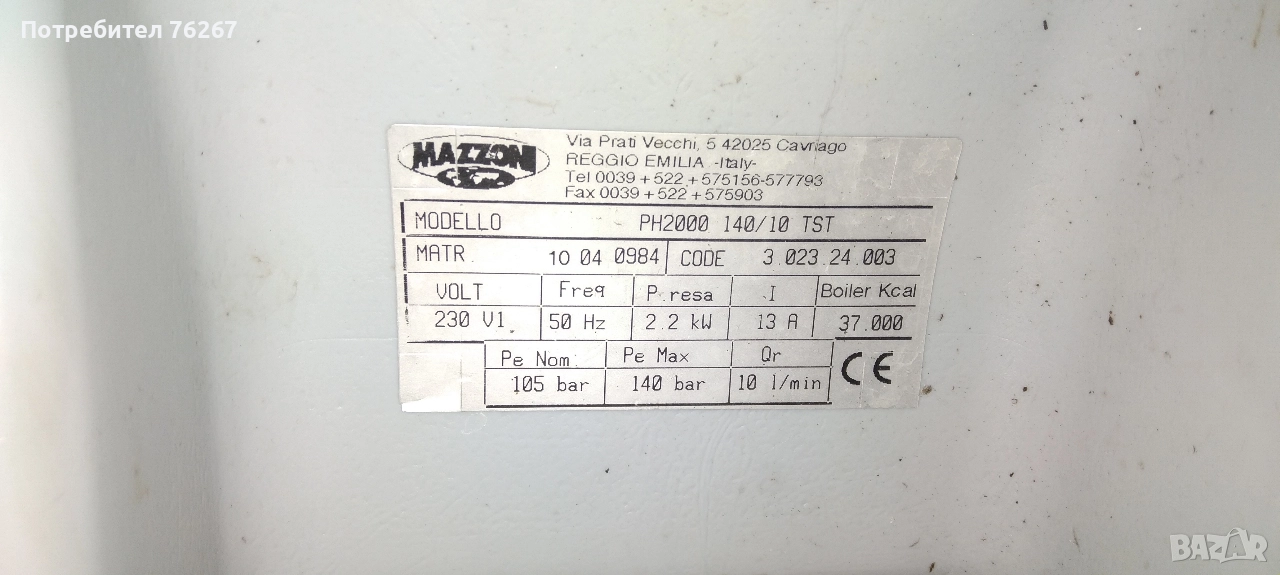 Потребител 76267
MAZZONI
Via Prati Vecchi, 5 42025 Cavriago
REGGIO EMILIA -Italy-
Tel 0039 + 522 + 575156-577793
Fax 0039 + 522 + 575903
MODELLO PH2000 140/10 TST
MATR. 10 04 0984 CODE 3.023.24.003
VOLT Freq P.resa I Boiler Kcal
230 V1. 50 Hz 2.2 kW 13 A 37.000
Pe Nom. Pe Max Qr
105 bar 140 bar 10 l/min
CE
BAZAR